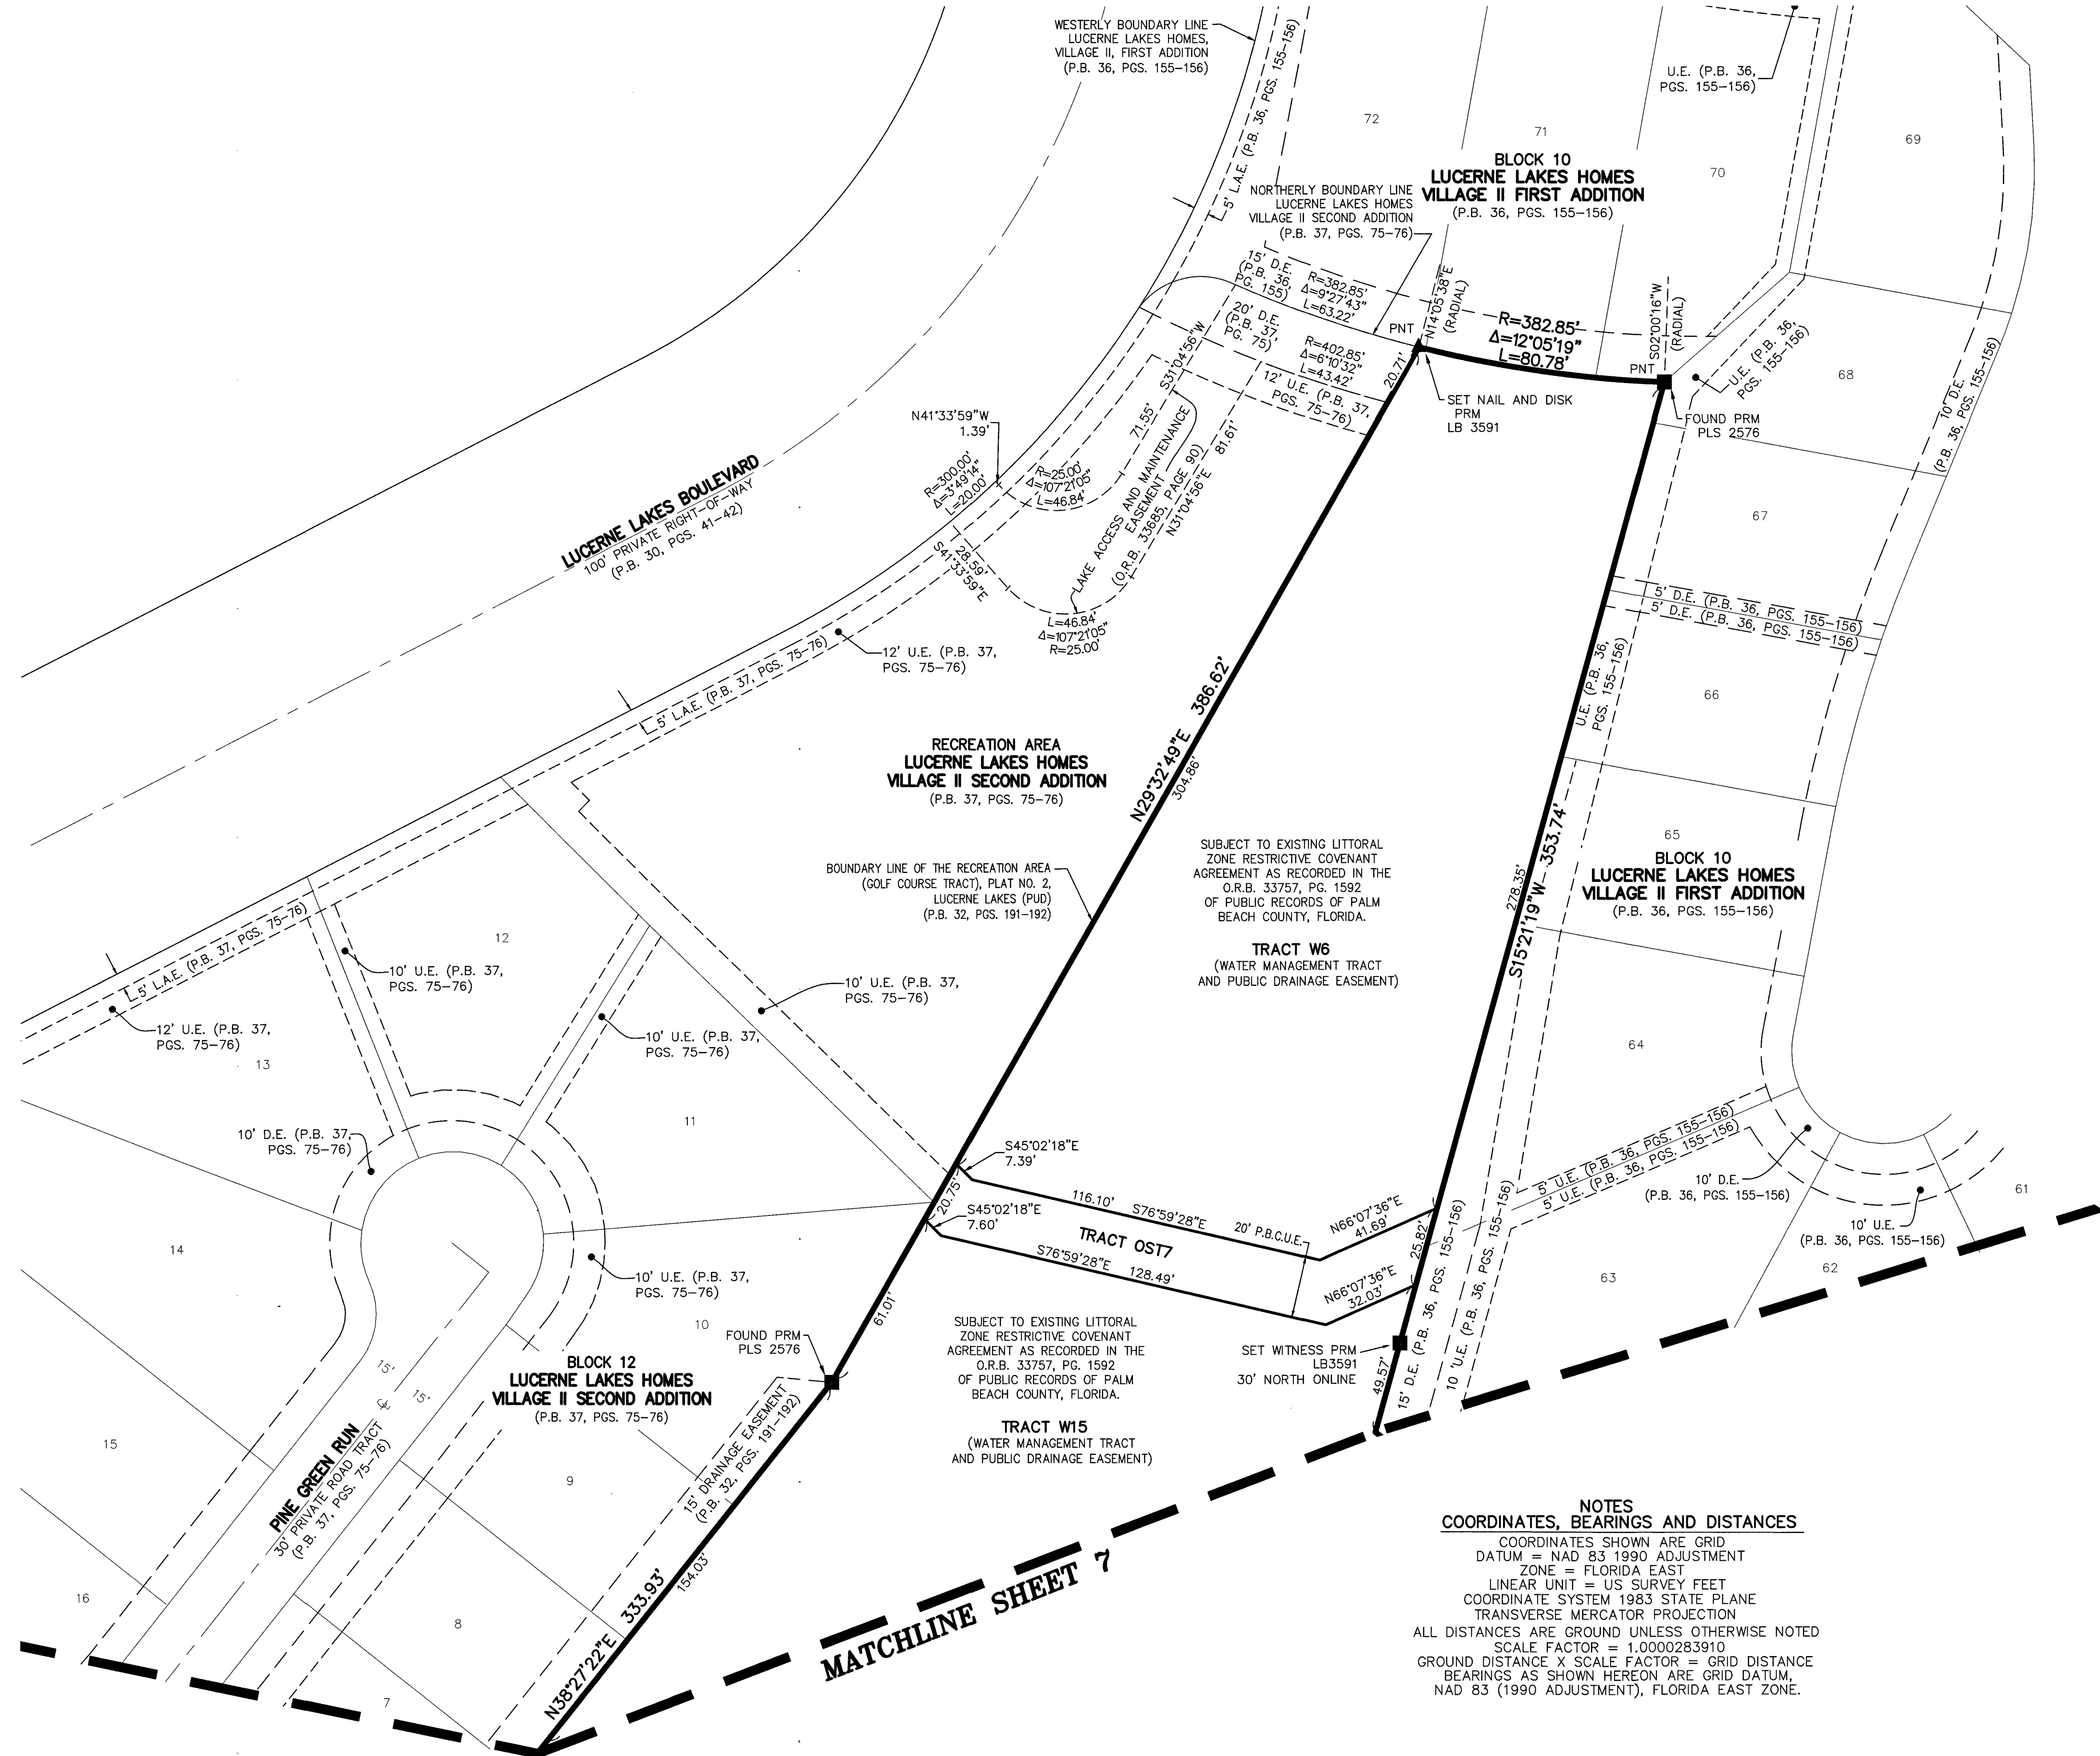 WESTERLY BOUNDARY LINE
LUCERNE LAKES HOMES,
VILLAGE II, FIRST ADDITION
(P.B. 36, PGS. 155-156)
5' L.A.E. (P.B. 36, PGS. 155-156)
U.E. (P.B. 36,
PGS. 155-156)
72
71
70
69
BLOCK 10
LUCERNE LAKES HOMES
VILLAGE II FIRST ADDITION
(P.B. 36, PGS. 155-156)
NORTHERLY BOUNDARY LINE
LUCERNE LAKES HOMES
VILLAGE II SECOND ADDITION
(P.B. 37, PGS. 75-76)
15' D.E.
(P.B. 36,
PG. 155)
R=382.85'
Δ=9°27'43"
L=63.22'
20' D.E.
(P.B. 37,
PG. 75)
R=402.85'
Δ=6°10'32"
L=43.42'
12' U.E. (P.B. 37,
PGS. 75-76)
PNT
N14°05'38"E
(RADIAL)
R=382.85'
Δ=12°05'19"
L=80.78'
S02°00'16"W
(RADIAL)
PNT
20.71'
SET NAIL AND DISK
PRM
LB 3591
FOUND PRM
PLS 2576
U.E. (P.B. 36,
PGS. 155-156)
68
10' D.E.
(P.B. 36, PGS. 155-156)
67
N41°33'59"W
1.39'
R=300.00'
Δ=3°49'14"
L=20.00'
R=25.00'
Δ=107°21'05"
L=46.84'
S31°04'56"W
71.55'
LAKE ACCESS AND MAINTENANCE
EASEMENT
(O.R.B. 33685, PAGE 90)
N31°04'56"E
81.61'
28.59'
S41°33'59"E
L=46.84'
Δ=107°21'05"
R=25.00'
LUCERNE LAKES BOULEVARD
100' PRIVATE RIGHT-OF-WAY
(P.B. 30, PGS. 41-42)
12' U.E. (P.B. 37,
PGS. 75-76)
5' L.A.E. (P.B. 37, PGS. 75-76)
5' D.E. (P.B. 36, PGS. 155-156)
5' D.E. (P.B. 36, PGS. 155-156)
U.E. (P.B. 36,
PGS. 155-156)
66
RECREATION AREA
LUCERNE LAKES HOMES
VILLAGE II SECOND ADDITION
(P.B. 37, PGS. 75-76)
N29°32'49"E 386.62'
304.86'
SUBJECT TO EXISTING LITTORAL
ZONE RESTRICTIVE COVENANT
AGREEMENT AS RECORDED IN THE
O.R.B. 33757, PG. 1592
OF PUBLIC RECORDS OF PALM
BEACH COUNTY, FLORIDA.
TRACT W6
(WATER MANAGEMENT TRACT
AND PUBLIC DRAINAGE EASEMENT)
BOUNDARY LINE OF THE RECREATION AREA
(GOLF COURSE TRACT), PLAT NO. 2,
LUCERNE LAKES (PUD)
(P.B. 32, PGS. 191-192)
278.35'
S15°21'19"W 353.74'
65
BLOCK 10
LUCERNE LAKES HOMES
VILLAGE II FIRST ADDITION
(P.B. 36, PGS. 155-156)
5' L.A.E. (P.B. 37, PGS. 75-76)
12
10' U.E. (P.B. 37,
PGS. 75-76)
10' U.E. (P.B. 37,
PGS. 75-76)
12' U.E. (P.B. 37,
PGS. 75-76)
13
10' U.E. (P.B. 37,
PGS. 75-76)
11
64
10' D.E. (P.B. 37,
PGS. 75-76)
S45°02'18"E
7.39'
20.75'
S45°02'18"E
7.60'
116.10' S76°59'28"E
TRACT OST7
S76°59'28"E 128.49'
20' P.B.C.U.E.
N66°07'36"E
41.69'
25.82'
N66°07'36"E
32.03'
5' U.E. (P.B. 36, PGS. 155-156)
5' U.E. (P.B. 36, PGS. 155-156)
10' D.E.
(P.B. 36, PGS. 155-156)
61
10' U.E.
(P.B. 36, PGS. 155-156)
62
63
14
10' U.E. (P.B. 37,
PGS. 75-76)
61.01'
10
FOUND PRM
PLS 2576
SUBJECT TO EXISTING LITTORAL
ZONE RESTRICTIVE COVENANT
AGREEMENT AS RECORDED IN THE
O.R.B. 33757, PG. 1592
OF PUBLIC RECORDS OF PALM
BEACH COUNTY, FLORIDA.
TRACT W15
(WATER MANAGEMENT TRACT
AND PUBLIC DRAINAGE EASEMENT)
SET WITNESS PRM
LB3591
30' NORTH ONLINE
49.57'
15' D.E. (P.B. 36, PGS. 155-156)
10 'U.E. (P.B. 36, PGS. 155-156)
BLOCK 12
LUCERNE LAKES HOMES
VILLAGE II SECOND ADDITION
(P.B. 37, PGS. 75-76)
15'
15'
PINE GREEN RUN
30' PRIVATE ROAD TRACT
(P.B. 37, PGS. 75-76)
15
9
15' DRAINAGE EASEMENT
(P.B. 32, PGS. 191-192)
16
8
7
N38°27'22"E 333.93'
154.03'
MATCHLINE SHEET 7
NOTES
COORDINATES, BEARINGS AND DISTANCES
COORDINATES SHOWN ARE GRID
DATUM = NAD 83 1990 ADJUSTMENT
ZONE = FLORIDA EAST
LINEAR UNIT = US SURVEY FEET
COORDINATE SYSTEM 1983 STATE PLANE
TRANSVERSE MERCATOR PROJECTION
ALL DISTANCES ARE GROUND UNLESS OTHERWISE NOTED
SCALE FACTOR = 1.0000283910
GROUND DISTANCE X SCALE FACTOR = GRID DISTANCE
BEARINGS AS SHOWN HEREON ARE GRID DATUM,
NAD 83 (1990 ADJUSTMENT), FLORIDA EAST ZONE.